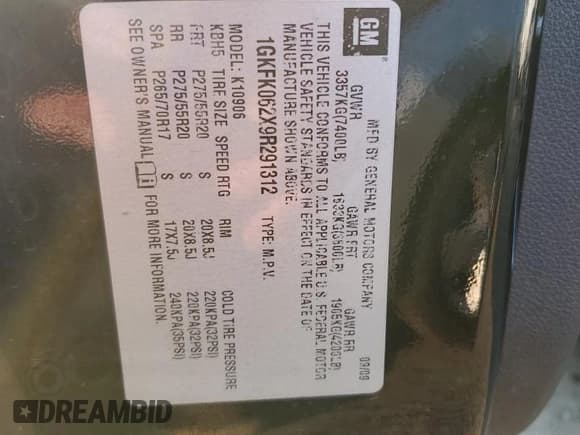 GM
MFD BY GENERAL MOTORS COMPANY 09/09
GVWR GAWR FRT GAWR RR
3357KG(7400LB) 1633KG(3600LB) 1905KG(4200LB)
THIS VEHICLE CONFORMS TO ALL APPLICABLE U.S. FEDERAL MOTOR
VEHICLE SAFETY STANDARDS IN EFFECT ON THE DATE OF
MANUFACTURE SHOWN ABOVE.
1GKFK062X9R291312 TYPE: M.P.V.
MODEL: K10906
KBH5 TIRE SIZE SPEED RTG RIM COLD TIRE PRESSURE
FRT P275/55R20 S 20X8.5J 220KPA(32PSI)
RR P275/55R20 S 20X8.5J 220KPA(32PSI)
SPA P265/70R17 S 17X7.5J 240KPA(35PSI)
SEE OWNER'S MANUAL FOR MORE INFORMATION.
DREAMBID